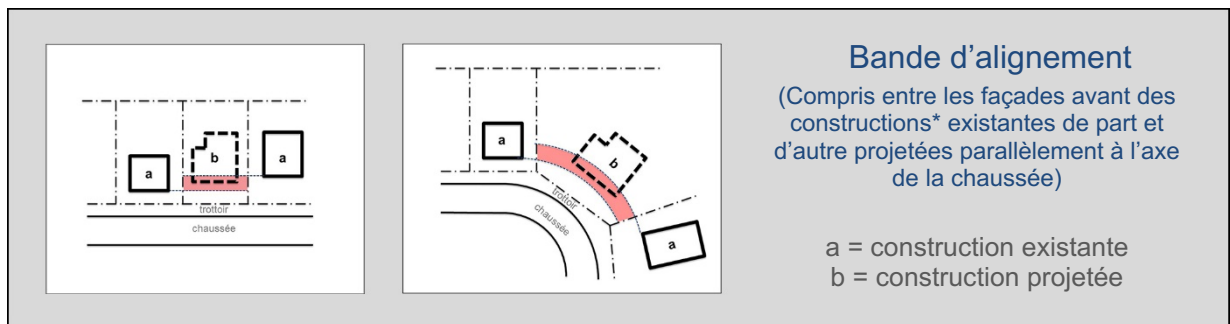 a
b
a
trottoir
chaussée
a
b
trottoir
chaussée
a
Bande d’alignement
(Compris entre les façades avant des
constructions* existantes de part et
d’autre projetées parallèlement à l’axe
de la chaussée)
a = construction existante
b = construction projetée